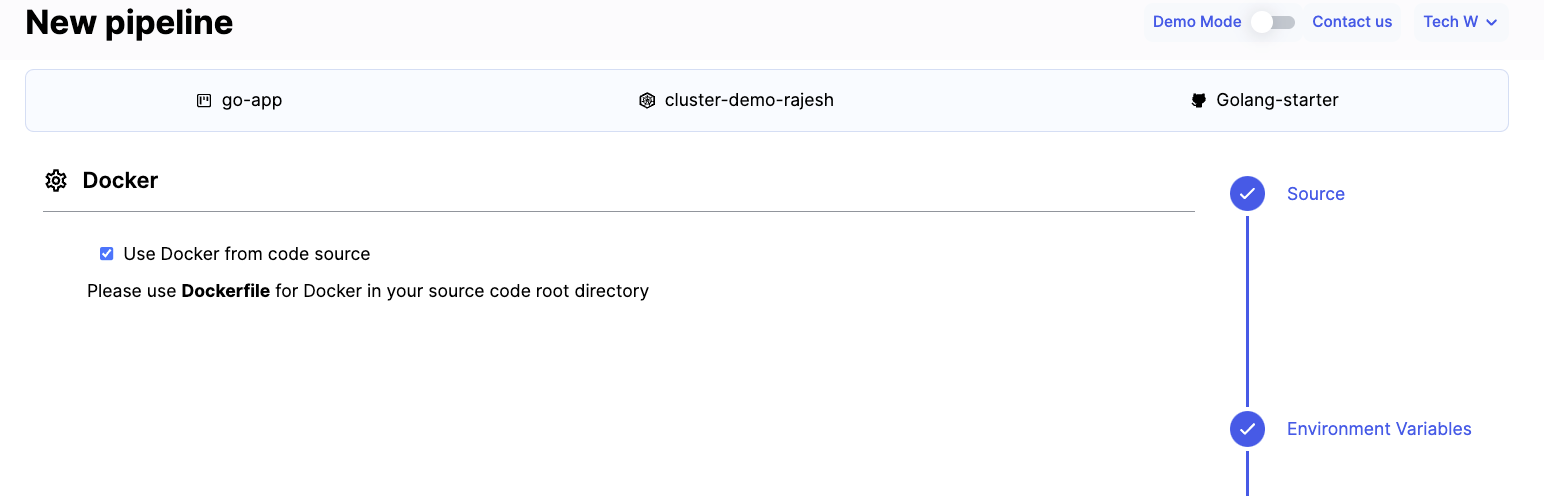 New pipeline
Demo Mode
Contact us
Tech W
go-app
cluster-demo-rajesh
Golang-starter
Docker
Use Docker from code source
Please use Dockerfile for Docker in your source code root directory
Source
Environment Variables